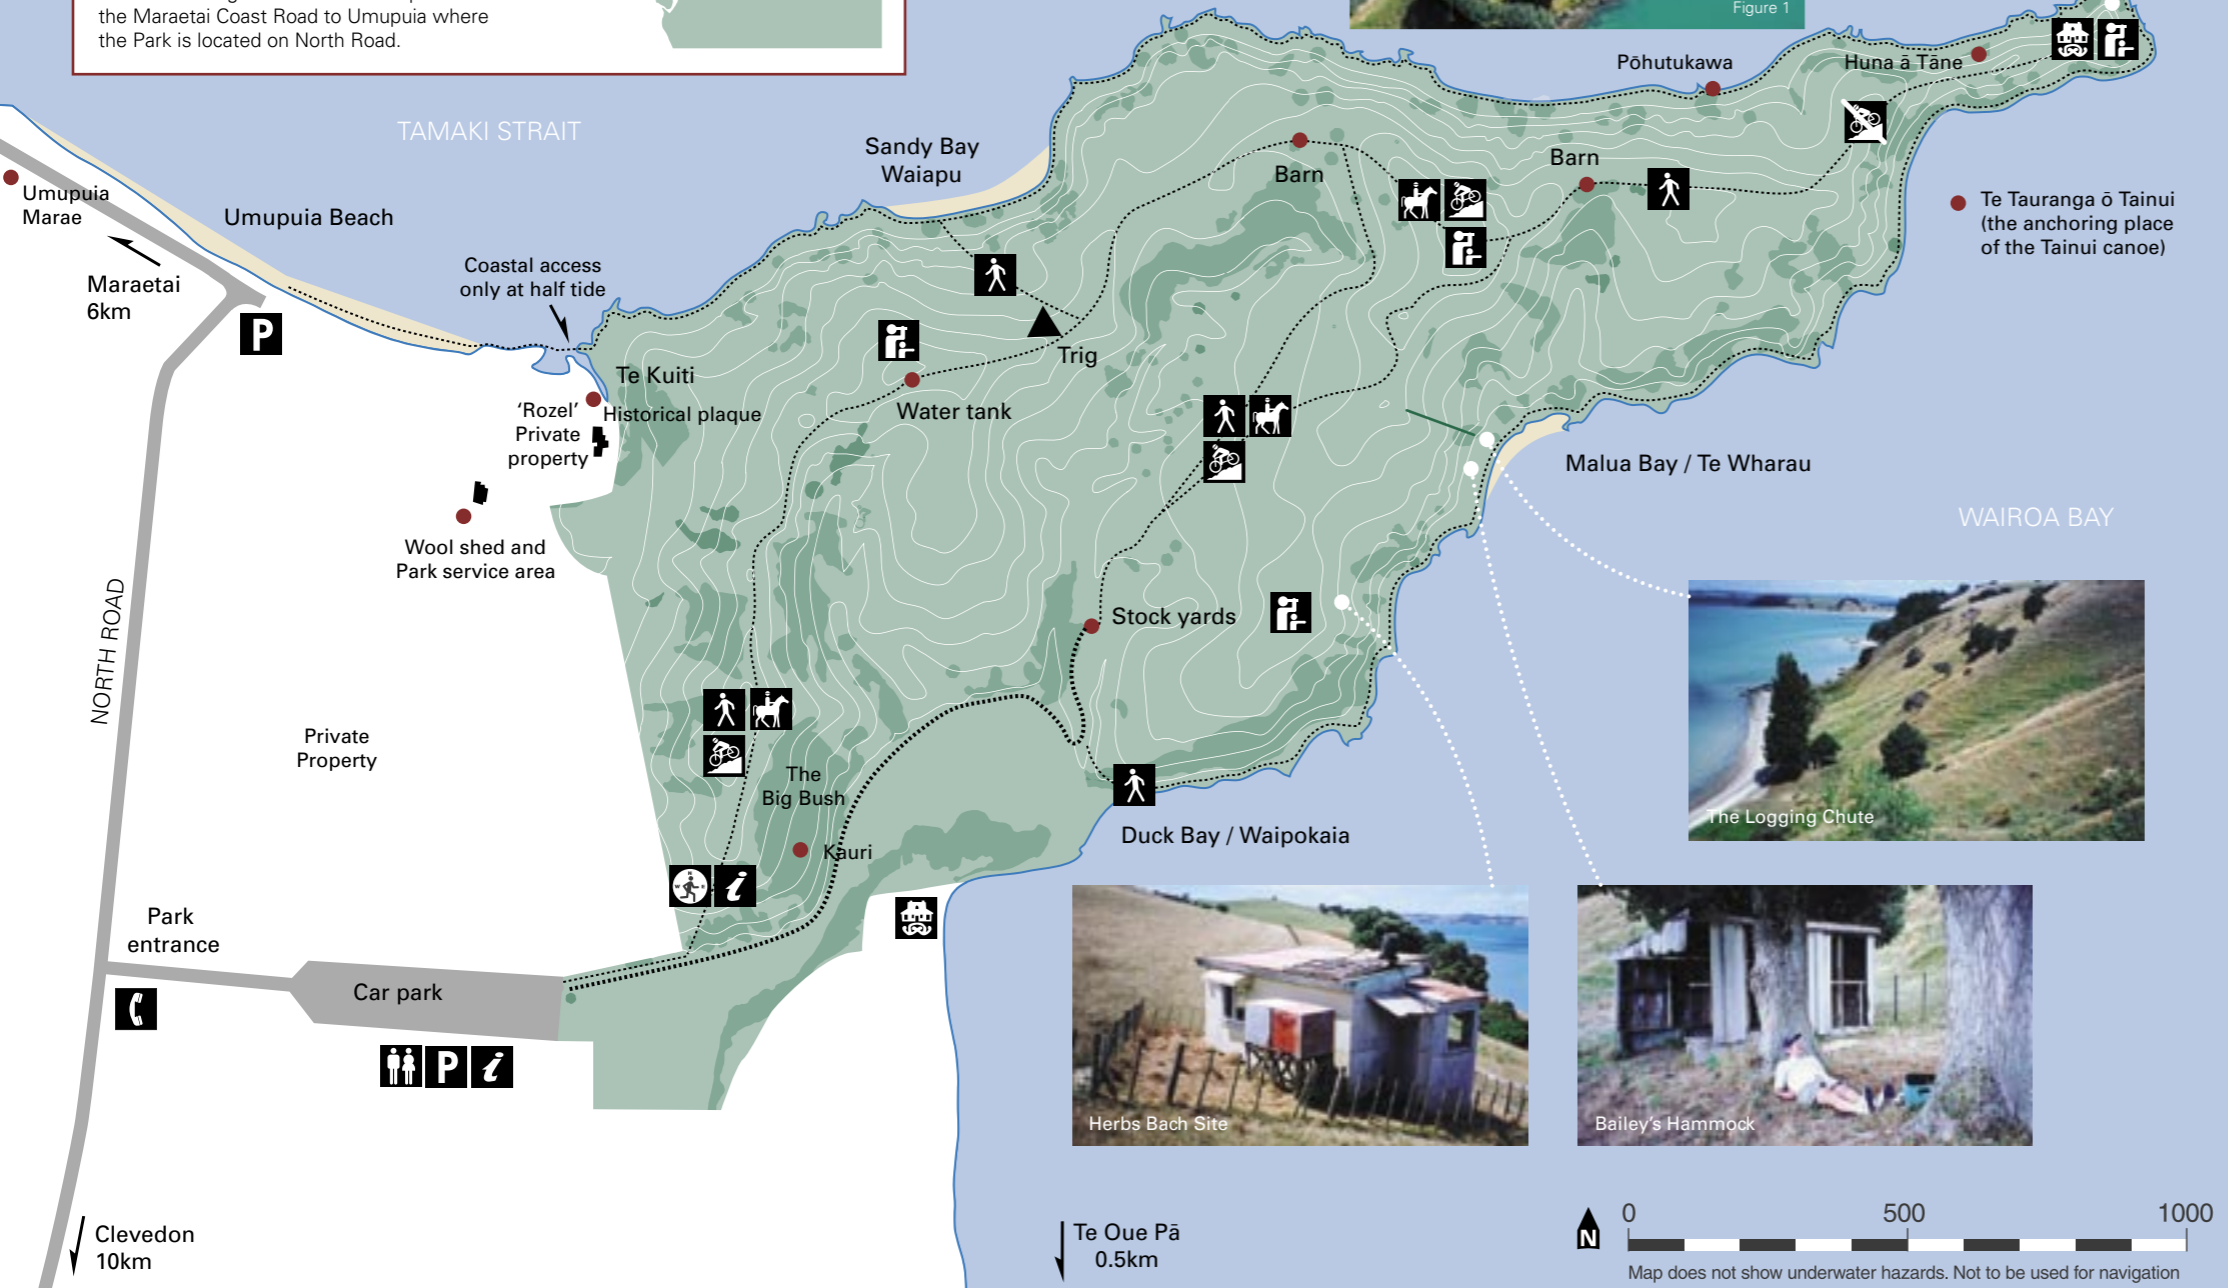 the Maraetai Coast Road to Umupuia where
the Park is located on North Road.
Figure 1
Pōhutukawa
Huna ā Tāne
TAMAKI STRAIT
Sandy Bay
Waiapu
Barn
Barn
Umupuia
Marae
Umupuia Beach
Te Tauranga ō Tainui
(the anchoring place
of the Tainui canoe)
Maraetai
6km
Coastal access
only at half tide
P
Trig
Te Kuiti
Historical plaque
Water tank
'Rozel'
Private
property
Malua Bay / Te Wharau
WAIROA BAY
Wool shed and
Park service area
NORTH ROAD
Stock yards
Private
Property
The
Big Bush
Kauri
Duck Bay / Waipokaia
The Logging Chute
N
W E
i
Park
entrance
Car park
P i
Herbs Bach Site
Bailey's Hammock
Clevedon
10km
Te Oue Pā
0.5km
N
0 500 1000
Map does not show underwater hazards. Not to be used for navigation